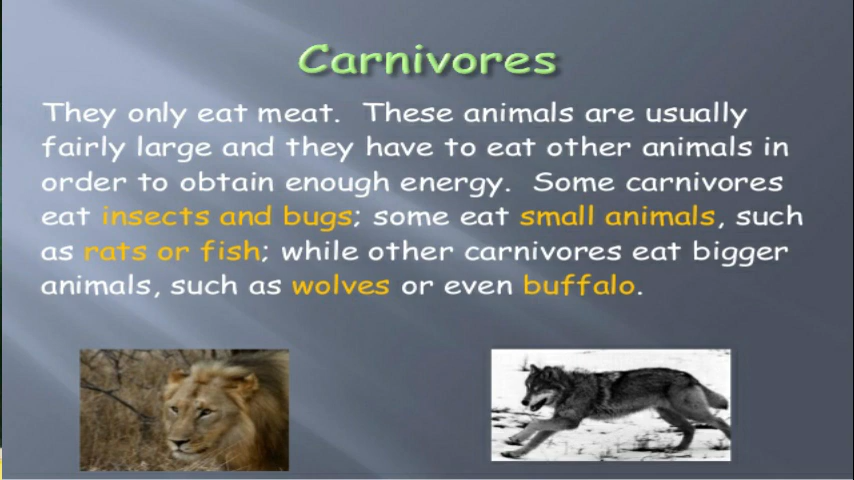 Carnivores
They only eat meat.  These animals are usually
fairly large and they have to eat other animals in
order to obtain enough energy.  Some carnivores
eat insects and bugs; some eat small animals, such
as rats or fish; while other carnivores eat bigger
animals, such as wolves or even buffalo.